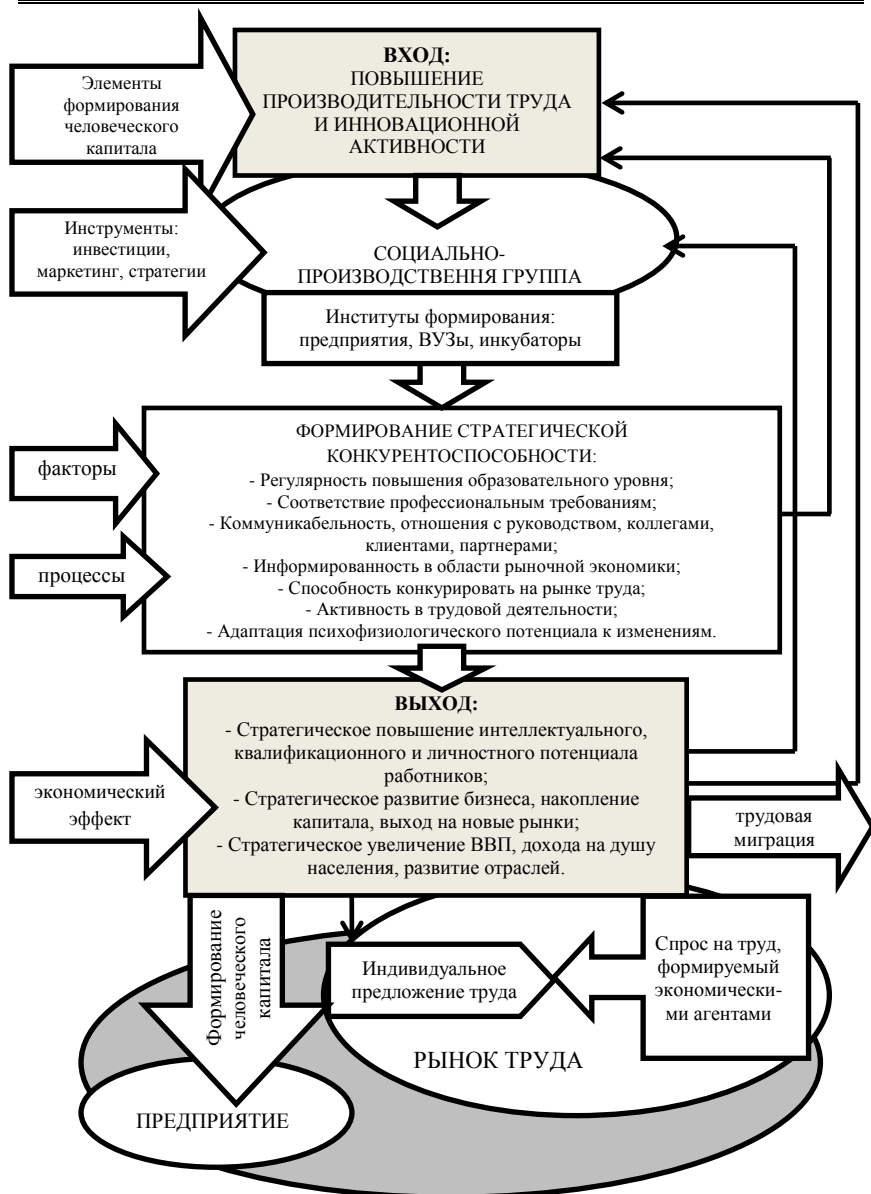 ВХОД:
ПОВЫШЕНИЕ
ПРОИЗВОДИТЕЛЬНОСТИ ТРУДА
И ИННОВАЦИОННОЙ
АКТИВНОСТИ
Элементы
формирования
человеческого
капитала
Инструменты:
инвестиции,
маркетинг, стратегии
СОЦИАЛЬНО-
ПРОИЗВОДСТВЕННЯ ГРУППА
Институты формирования:
предприятия, ВУЗы, инкубаторы
ФОРМИРОВАНИЕ СТРАТЕГИЧЕСКОЙ
КОНКУРЕНТОСПОСОБНОСТИ:
- Регулярность повышения образовательного уровня;
- Соответствие профессиональным требованиям;
- Коммуникабельность, отношения с руководством, коллегами,
клиентами, партнерами;
- Информированность в области рыночной экономики;
- Способность конкурировать на рынке труда;
- Активность в трудовой деятельности;
- Адаптация психофизиологического потенциала к изменениям.
факторы
процессы
ВЫХОД:
- Стратегическое повышение интеллектуального,
квалификационного и личностного потенциала
работников;
- Стратегическое развитие бизнеса, накопление
капитала, выход на новые рынки;
- Стратегическое увеличение ВВП, дохода на душу
населения, развитие отраслей.
экономический
эффект
трудовая
миграция
Формирование
человеческого
капитала
Индивидуальное
предложение труда
Спрос на труд,
формируемый
экономически-
ми агентами
РЫНОК ТРУДА
ПРЕДПРИЯТИЕ